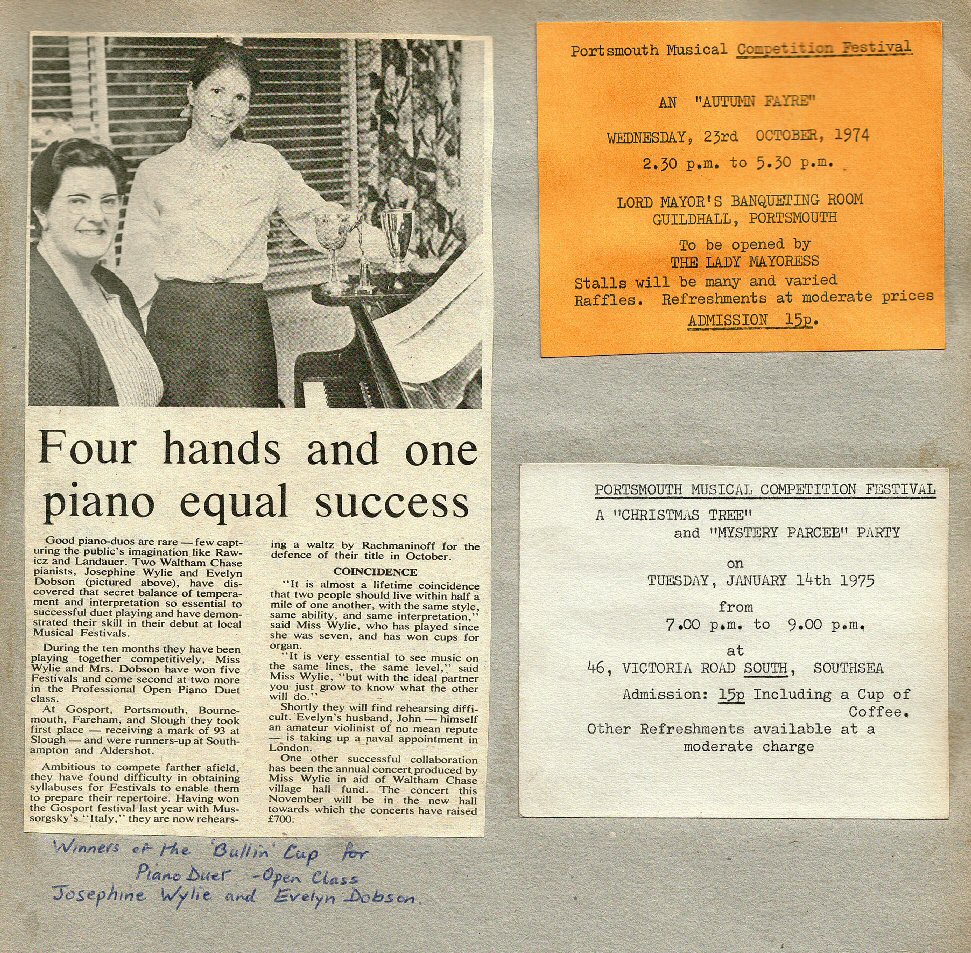 Four hands and one
piano equal success
Good piano-duos are rare — few capt-
uring the public's imagination like Raw-
icz and Landauer. Two Waltham Chase
pianists, Josephine Wylie and Evelyn
Dobson (pictured above), have dis-
covered that secret balance of tempera-
ment and interpretation so essential to
successful duet playing and have demon-
strated their skill in their debut at local
Musical Festivals.
During the ten months they have been
playing together competitively, Miss
Wylie and Mrs. Dobson have won five
Festivals and come second at two more
in the Professional Open Piano Duet
class.
At Gosport, Portsmouth, Bourne-
mouth, Fareham, and Slough they took
first place — receiving a mark of 93 at
Slough — and were runners-up at South-
ampton and Aldershot.
Ambitious to compete farther afield,
they have found difficulty in obtaining
syllabuses for Festivals to enable them
to prepare their repertoire. Having won
the Gosport festival last year with Mus-
sorgsky's "Italy," they are now rehears-
ing a waltz by Rachmaninoff for the
defence of their title in October.
COINCIDENCE
"It is almost a lifetime coincidence
that two people should live within half a
mile of one another, with the same style,
same ability, and same interpretation,"
said Miss Wylie, who has played since
she was seven, and has won cups for
organ.
"It is very essential to see music on
the same lines, the same level," said
Miss Wylie, "but with the ideal partner
you just grow to know what the other
will do."
Shortly they will find rehearsing diffi-
cult. Evelyn's husband, John — himself
an amateur violinist of no mean repute
— is taking up a naval appointment in
London.
One other successful collaboration
has been the annual concert produced by
Miss Wylie in aid of Waltham Chase
village hall fund. The concert this
November will be in the new hall
towards which the concerts have raised
£700.
Winners of the 'Bullin' Cup for
Piano Duet - Open Class
Josephine Wylie and Evelyn Dobson.
Portsmouth Musical Competition Festival
AN "AUTUMN FAYRE"
WEDNESDAY, 23rd OCTOBER, 1974
2.30 p.m. to 5.30 p.m.
LORD MAYOR'S BANQUETING ROOM
GUILDHALL, PORTSMOUTH
To be opened by
THE LADY MAYORESS
Stalls will be many and varied
Raffles. Refreshments at moderate prices
ADMISSION 15p.
PORTSMOUTH MUSICAL COMPETITION FESTIVAL
A "CHRISTMAS TREE"
and "MYSTERY PARCEL" PARTY
on
TUESDAY, JANUARY 14th 1975
from
7.00 p.m. to 9.00 p.m.
at
46, VICTORIA ROAD SOUTH, SOUTHSEA
Admission: 15p Including a Cup of
Coffee.
Other Refreshments available at a
moderate charge